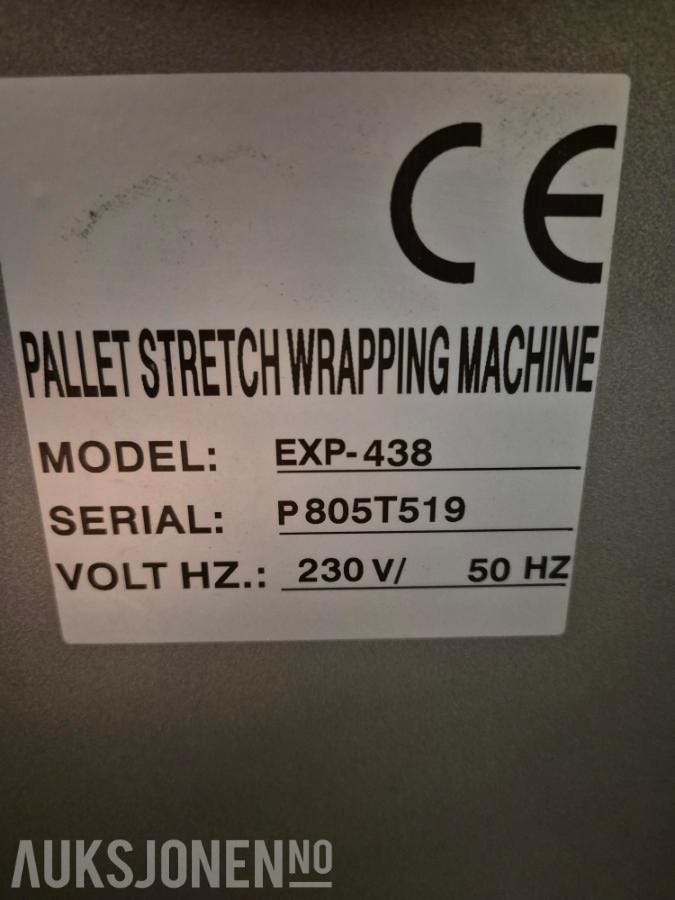 CE
PALLET STRETCH WRAPPING MACHINE
MODEL: EXP-438
SERIAL: P805T519
VOLT HZ.: 230 V/ 50 HZ
AUKSJONEN NO